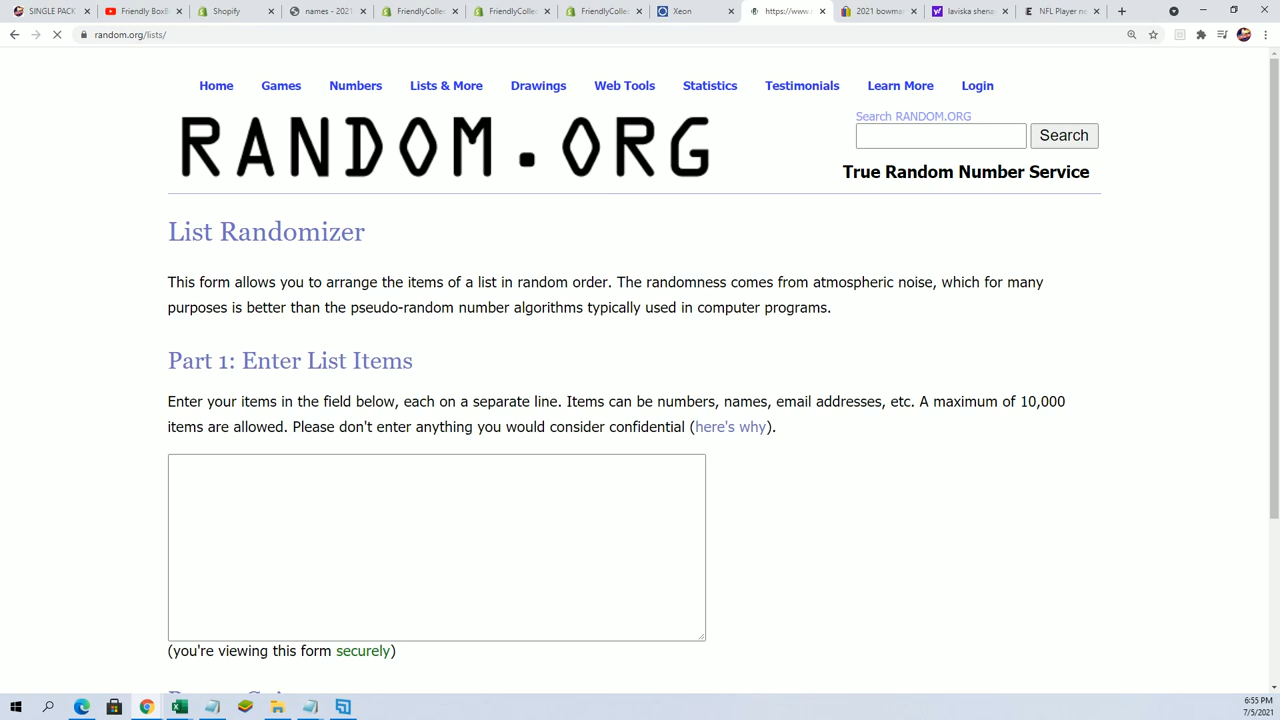 SINGLE PACK
Friendly BoxB
Shopify
names - 2021
FriendlyColle
FriendlyColle
FriendlyColle
Xeon
https://www.
2021 bowman
laviska shena
NFL Player ne
random.org/lists/
Home Games Numbers Lists & More Drawings Web Tools Statistics Testimonials Learn More Login
RANDOM.ORG
Search RANDOM.ORG
Search
True Random Number Service
List Randomizer
This form allows you to arrange the items of a list in random order. The randomness comes from atmospheric noise, which for many
purposes is better than the pseudo-random number algorithms typically used in computer programs.
Part 1: Enter List Items
Enter your items in the field below, each on a separate line. Items can be numbers, names, email addresses, etc. A maximum of 10,000
items are allowed. Please don't enter anything you would consider confidential (here's why).
(you're viewing this form securely)
6:55 PM
7/5/2021